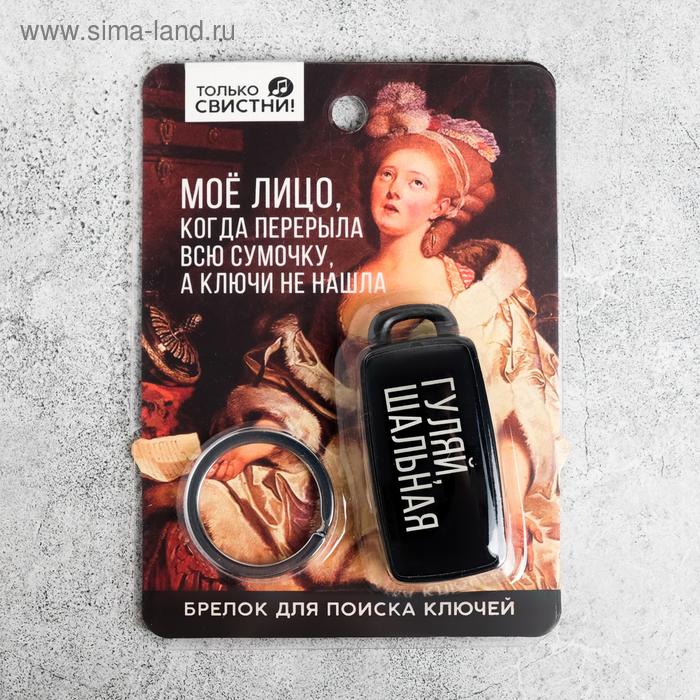 www.sima-land.ru
ТОЛЬКО
СВИСТНИ!
МОЁ ЛИЦО,
КОГДА ПЕРЕРЫЛА
ВСЮ СУМОЧКУ,
А КЛЮЧИ НЕ НАШЛА
ГУЛЯЙ,
ШАЛЬНАЯ
БРЕЛОК ДЛЯ ПОИСКА КЛЮЧЕЙ